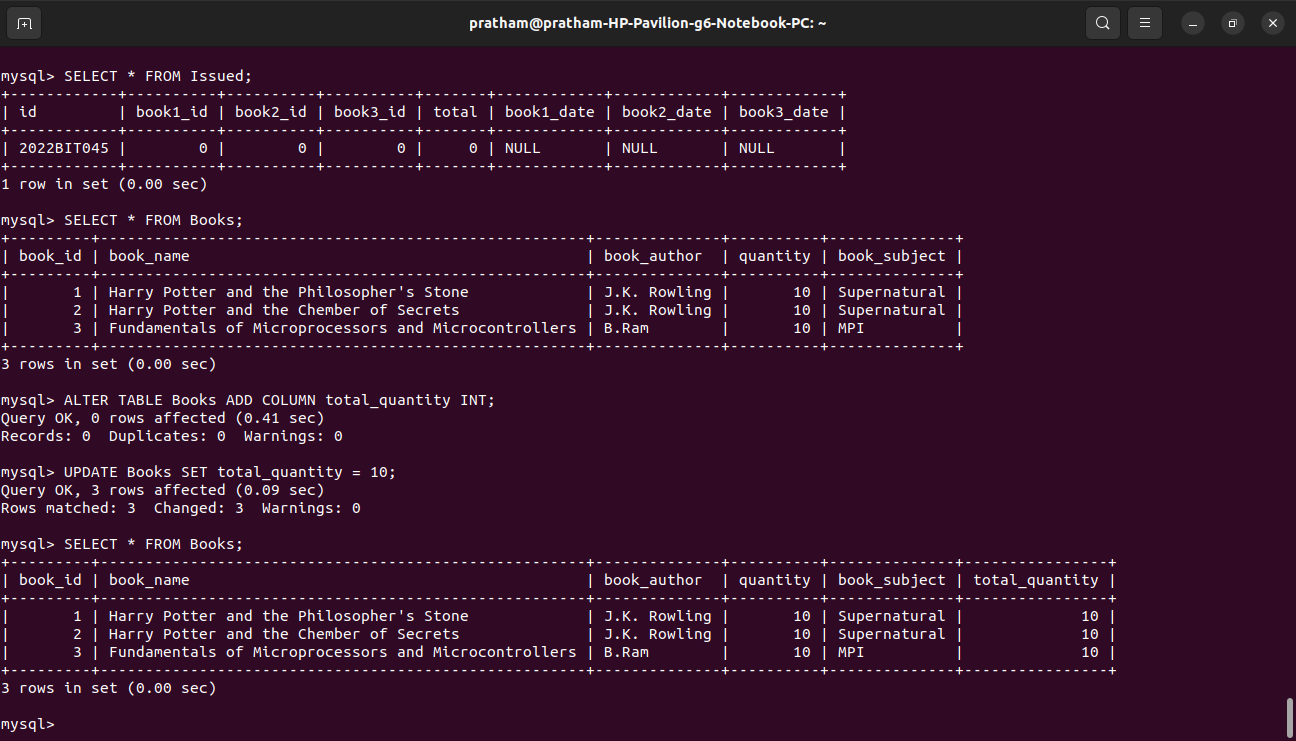 pratham@pratham-HP-Pavilion-g6-Notebook-PC: ~
mysql> SELECT * FROM Issued;
+------------+----------+----------+----------+-------+------------+------------+------------+
| id         | book1_id | book2_id | book3_id | total | book1_date | book2_date | book3_date |
+------------+----------+----------+----------+-------+------------+------------+------------+
| 2022BIT045 |        0 |        0 |        0 |     0 | NULL       | NULL       | NULL       |
+------------+----------+----------+----------+-------+------------+------------+------------+
1 row in set (0.00 sec)
mysql> SELECT * FROM Books;
+---------+------------------------------------------------------+--------------+----------+--------------+
| book_id | book_name                                            | book_author  | quantity | book_subject |
+---------+------------------------------------------------------+--------------+----------+--------------+
|       1 | Harry Potter and the Philosopher's Stone             | J.K. Rowling |       10 | Supernatural |
|       2 | Harry Potter and the Chember of Secrets              | J.K. Rowling |       10 | Supernatural |
|       3 | Fundamentals of Microprocessors and Microcontrollers | B.Ram        |       10 | MPI          |
+---------+------------------------------------------------------+--------------+----------+--------------+
3 rows in set (0.00 sec)
mysql> ALTER TABLE Books ADD COLUMN total_quantity INT;
Query OK, 0 rows affected (0.41 sec)
Records: 0  Duplicates: 0  Warnings: 0
mysql> UPDATE Books SET total_quantity = 10;
Query OK, 3 rows affected (0.09 sec)
Rows matched: 3  Changed: 3  Warnings: 0
mysql> SELECT * FROM Books;
+---------+------------------------------------------------------+--------------+----------+--------------+----------------+
| book_id | book_name                                            | book_author  | quantity | book_subject | total_quantity |
+---------+------------------------------------------------------+--------------+----------+--------------+----------------+
|       1 | Harry Potter and the Philosopher's Stone             | J.K. Rowling |       10 | Supernatural |             10 |
|       2 | Harry Potter and the Chember of Secrets              | J.K. Rowling |       10 | Supernatural |             10 |
|       3 | Fundamentals of Microprocessors and Microcontrollers | B.Ram        |       10 | MPI          |             10 |
+---------+------------------------------------------------------+--------------+----------+--------------+----------------+
3 rows in set (0.00 sec)
mysql>